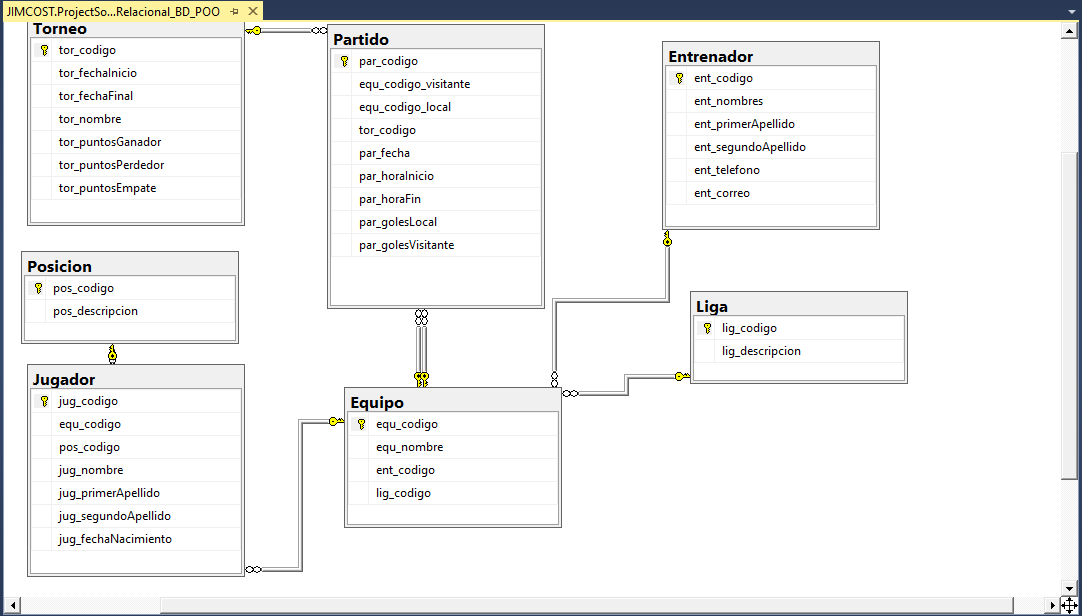 JIMCOST.ProjectSo...Relacional_BD_POO
Torneo
tor_codigo
tor_fechaInicio
tor_fechaFinal
tor_nombre
tor_puntosGanador
tor_puntosPerdedor
tor_puntosEmpate
Partido
par_codigo
equ_codigo_visitante
equ_codigo_local
tor_codigo
par_fecha
par_horaInicio
par_horaFin
par_golesLocal
par_golesVisitante
Entrenador
ent_codigo
ent_nombres
ent_primerApellido
ent_segundoApellido
ent_telefono
ent_correo
Posicion
pos_codigo
pos_descripcion
Liga
lig_codigo
lig_descripcion
Jugador
jug_codigo
equ_codigo
pos_codigo
jug_nombre
jug_primerApellido
jug_segundoApellido
jug_fechaNacimiento
Equipo
equ_codigo
equ_nombre
ent_codigo
lig_codigo